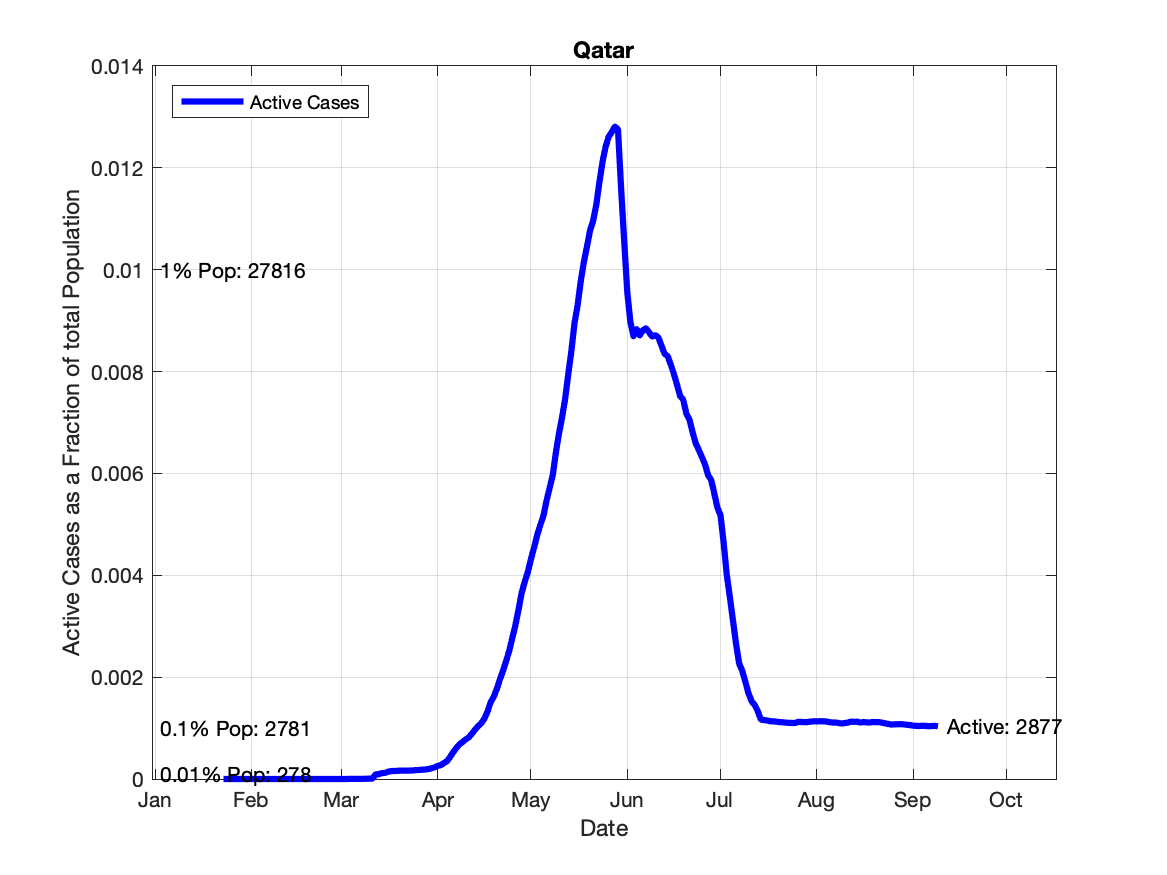 Qatar
Active Cases
0.014
0.012
0.01
0.008
0.006
0.004
0.002
0
Active Cases as a Fraction of total Population
1% Pop: 27816
0.1% Pop: 2781
0.01% Pop: 278
Active: 2877
Jan Feb Mar Apr May Jun Jul Aug Sep Oct
Date